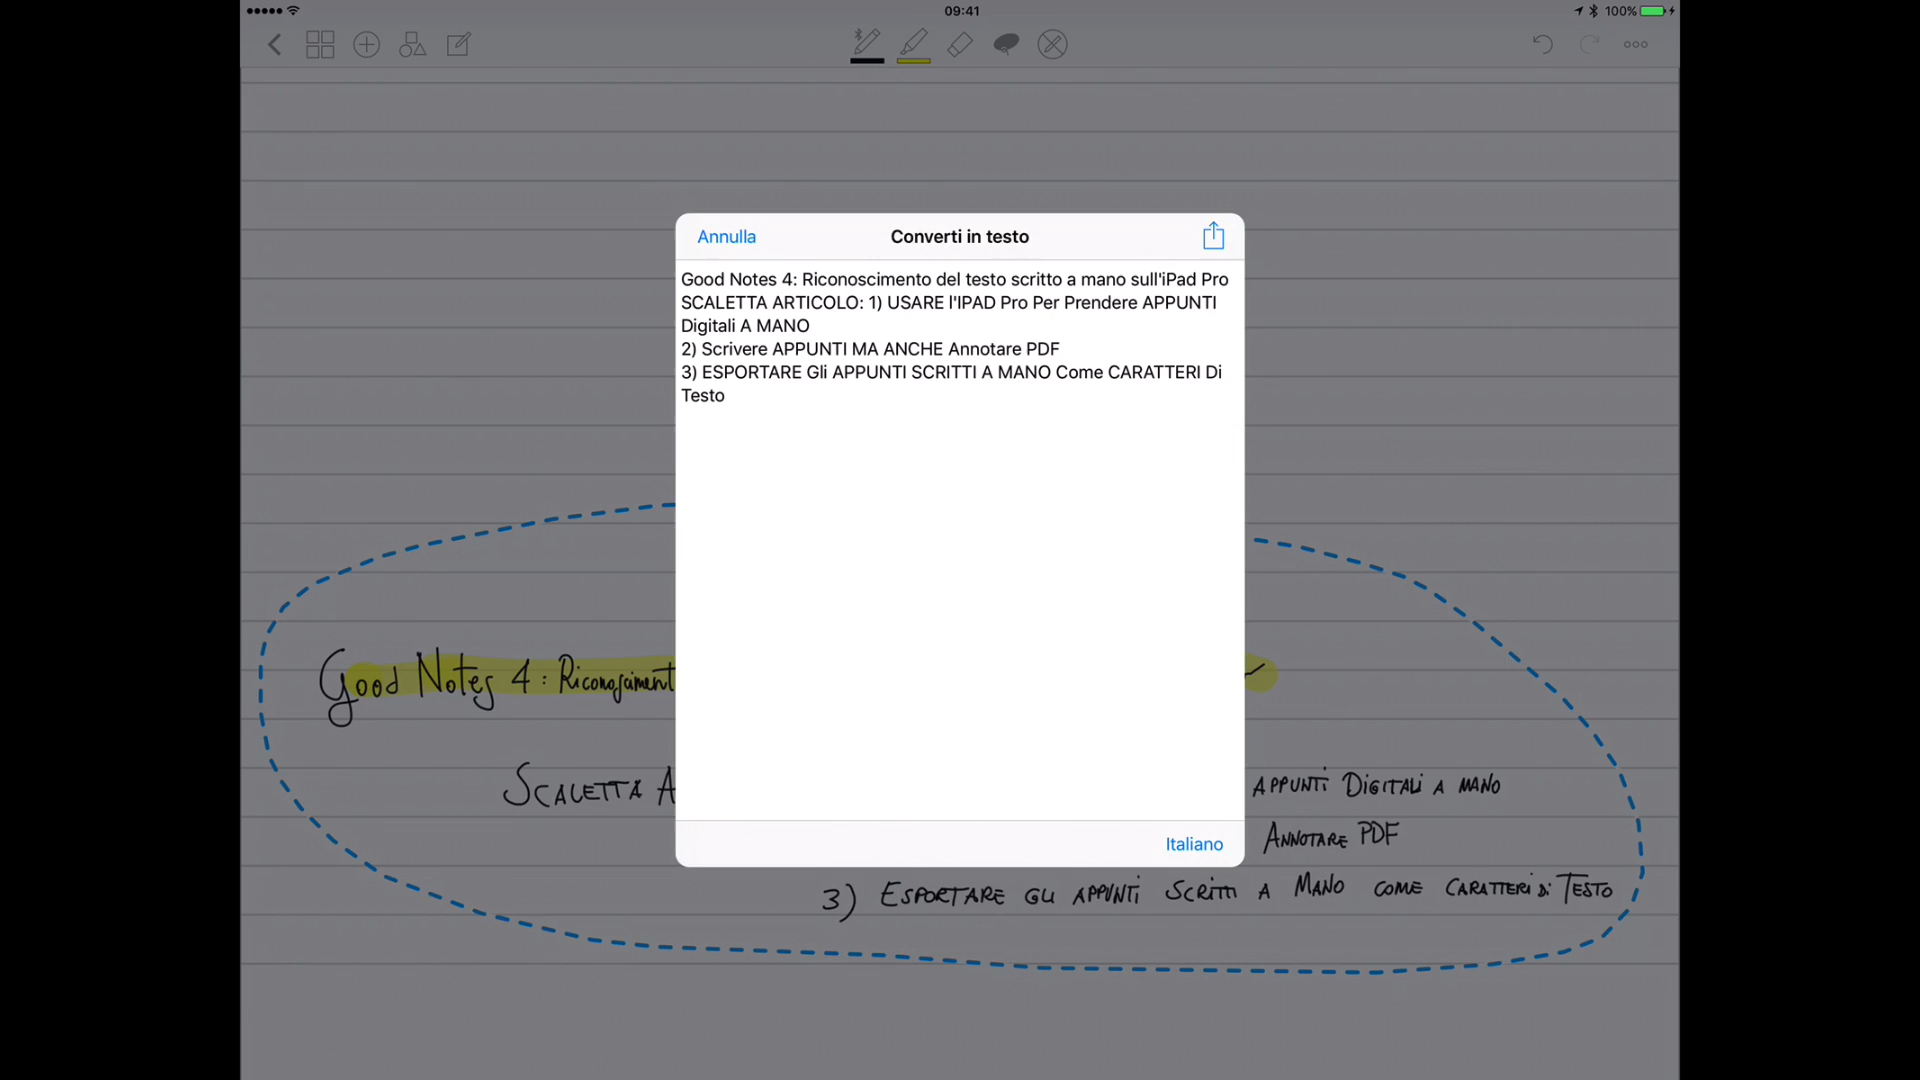 09:41
100%
Annulla
Converti in testo
Good Notes 4: Riconoscimento del testo scritto a mano sull'iPad Pro
SCALETTA ARTICOLO: 1) USARE l'IPAD Pro Per Prendere APPUNTI
Digitali A MANO
2) Scrivere APPUNTI MA ANCHE Annotare PDF
3) ESPORTARE Gli APPUNTI SCRITTI A MANO Come CARATTERI Di
Testo
Italiano
Good Notes 4: Riconosciment
SCALETTA A
APPUNTI DIGITALI A MANO
ANNOTARE PDF
3) ESPORTARE GLI APPUNTI SCRITTI A MANO COME CARATTERI DI TESTO